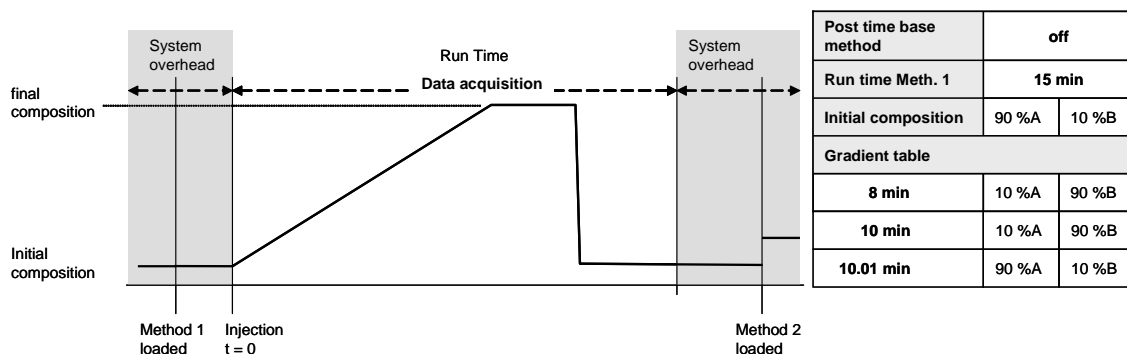 System
overhead
Run Time
Data acquisition
System
overhead
final
composition
Initial
composition
Method 1
loaded
Injection
t = 0
Method 2
loaded
Post time base
method
off
Run time Meth. 1
15 min
Initial composition
90 %A
10 %B
Gradient table
8 min
10 %A
90 %B
10 min
10 %A
90 %B
10.01 min
90 %A
10 %B